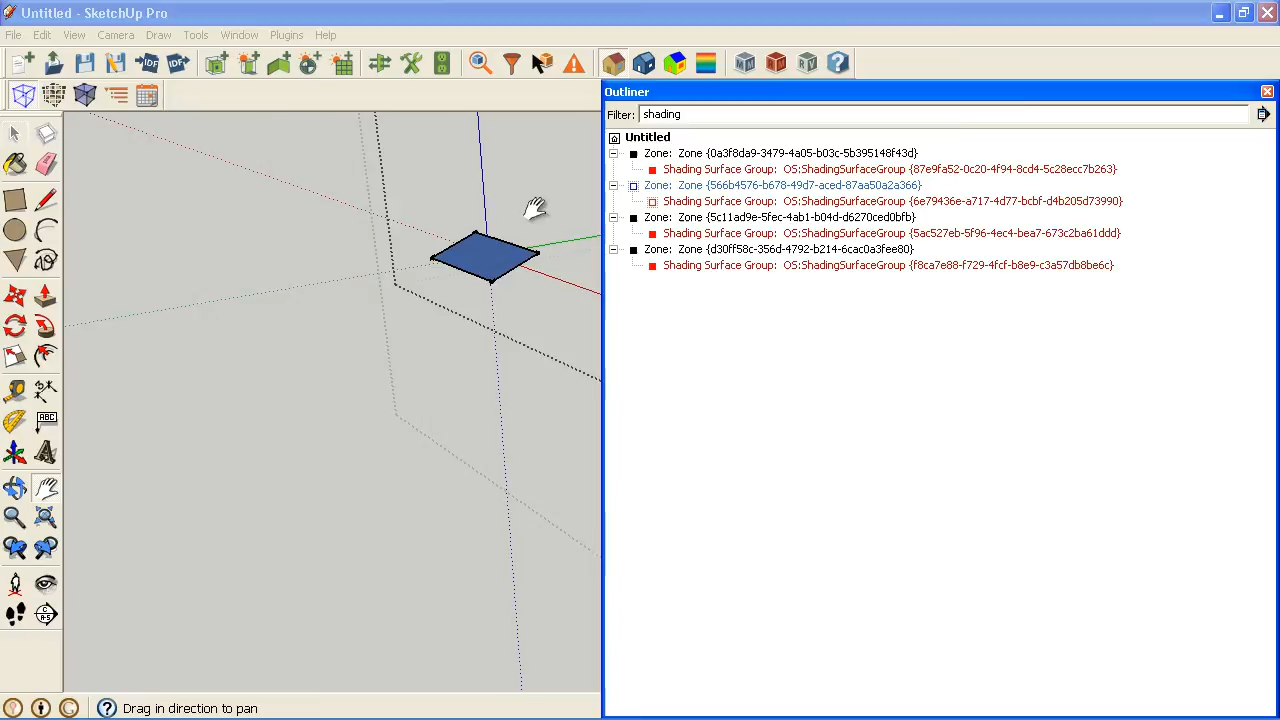 Untitled - SketchUp Pro
File Edit View Camera Draw Tools Window Plugins Help
IDF IDF
Outliner
Filter: shading
Untitled
Zone: Zone {0a3f8da9-3479-4a05-b03c-5b395148f43d}
Shading Surface Group: OS:ShadingSurfaceGroup {87e9fa52-0c20-4f94-8cd4-5c28ecc7b263}
Zone: Zone {566b4576-b678-49d7-aced-87aa50a2a366}
Shading Surface Group: OS:ShadingSurfaceGroup {6e79436e-a717-4d77-bcbf-d4b205d73990}
Zone: Zone {5c11ad9e-5fec-4ab1-b04d-d6270ced0bfb}
Shading Surface Group: OS:ShadingSurfaceGroup {5ac527eb-5f96-4ec4-bea7-673c2ba61ddd}
Zone: Zone {d30ff58c-356d-4792-b214-6cac0a3fee80}
Shading Surface Group: OS:ShadingSurfaceGroup {f8ca7e88-f729-4fcf-b8e9-c3a57db8be6c}
ABC
Drag in direction to pan